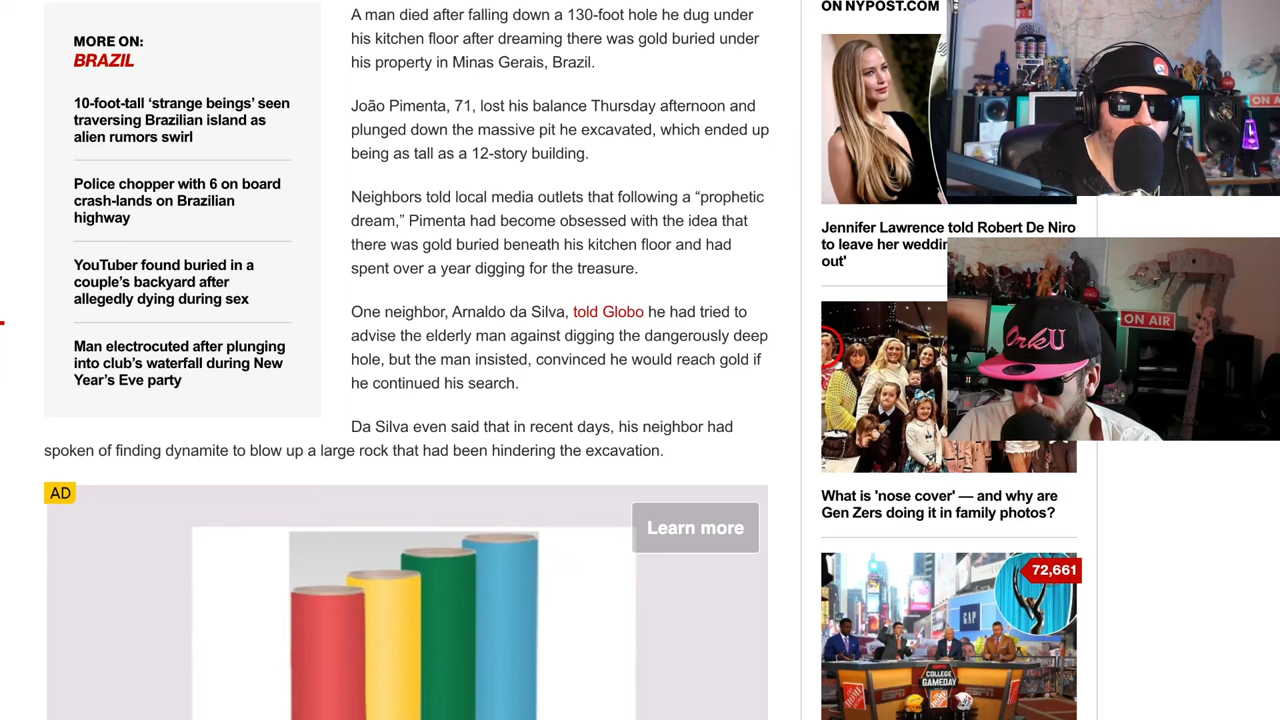 MORE ON:
BRAZIL
10-foot-tall ‘strange beings’ seen
traversing Brazilian island as
alien rumors swirl
Police chopper with 6 on board
crash-lands on Brazilian
highway
YouTuber found buried in a
couple’s backyard after
allegedly dying during sex
Man electrocuted after plunging
into club’s waterfall during New
Year’s Eve party
A man died after falling down a 130-foot hole he dug under
his kitchen floor after dreaming there was gold buried under
his property in Minas Gerais, Brazil.
João Pimenta, 71, lost his balance Thursday afternoon and
plunged down the massive pit he excavated, which ended up
being as tall as a 12-story building.
Neighbors told local media outlets that following a “prophetic
dream,” Pimenta had become obsessed with the idea that
there was gold buried beneath his kitchen floor and had
spent over a year digging for the treasure.
One neighbor, Arnaldo da Silva, told Globo he had tried to
advise the elderly man against digging the dangerously deep
hole, but the man insisted, convinced he would reach gold if
he continued his search.
Da Silva even said that in recent days, his neighbor had
spoken of finding dynamite to blow up a large rock that had been hindering the excavation.
AD
Learn more
ON NYPOST.COM
Jennifer Lawrence told Robert De Niro
to leave her
out'
What is 'nose cover' — and why are
Gen Zers doing it in family photos?
72,661
GAP
ESPN
COLLEGE
GAMEDAY
ON A
ON AIR
OrkU